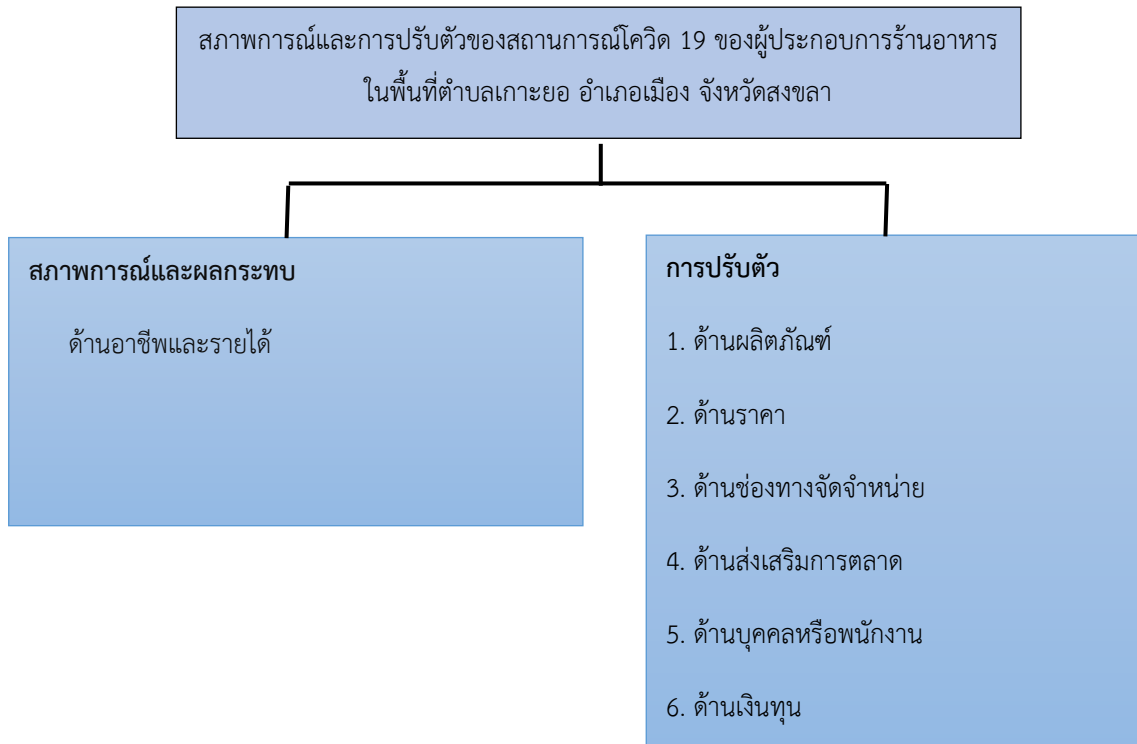 สภาพการณ์และการปรับตัวของสถานการณ์โควิด 19 ของผู้ประกอบการร้านอาหาร
ในพื้นที่ตำบลเกาะยอ อำเภอเมือง จังหวัดสงขลา
สภาพการณ์และผลกระทบ
ด้านอาชีพและรายได้
การปรับตัว
1. ด้านผลิตภัณฑ์
2. ด้านราคา
3. ด้านช่องทางจัดจำหน่าย
4. ด้านส่งเสริมการตลาด
5. ด้านบุคคลหรือพนักงาน
6. ด้านเงินทุน